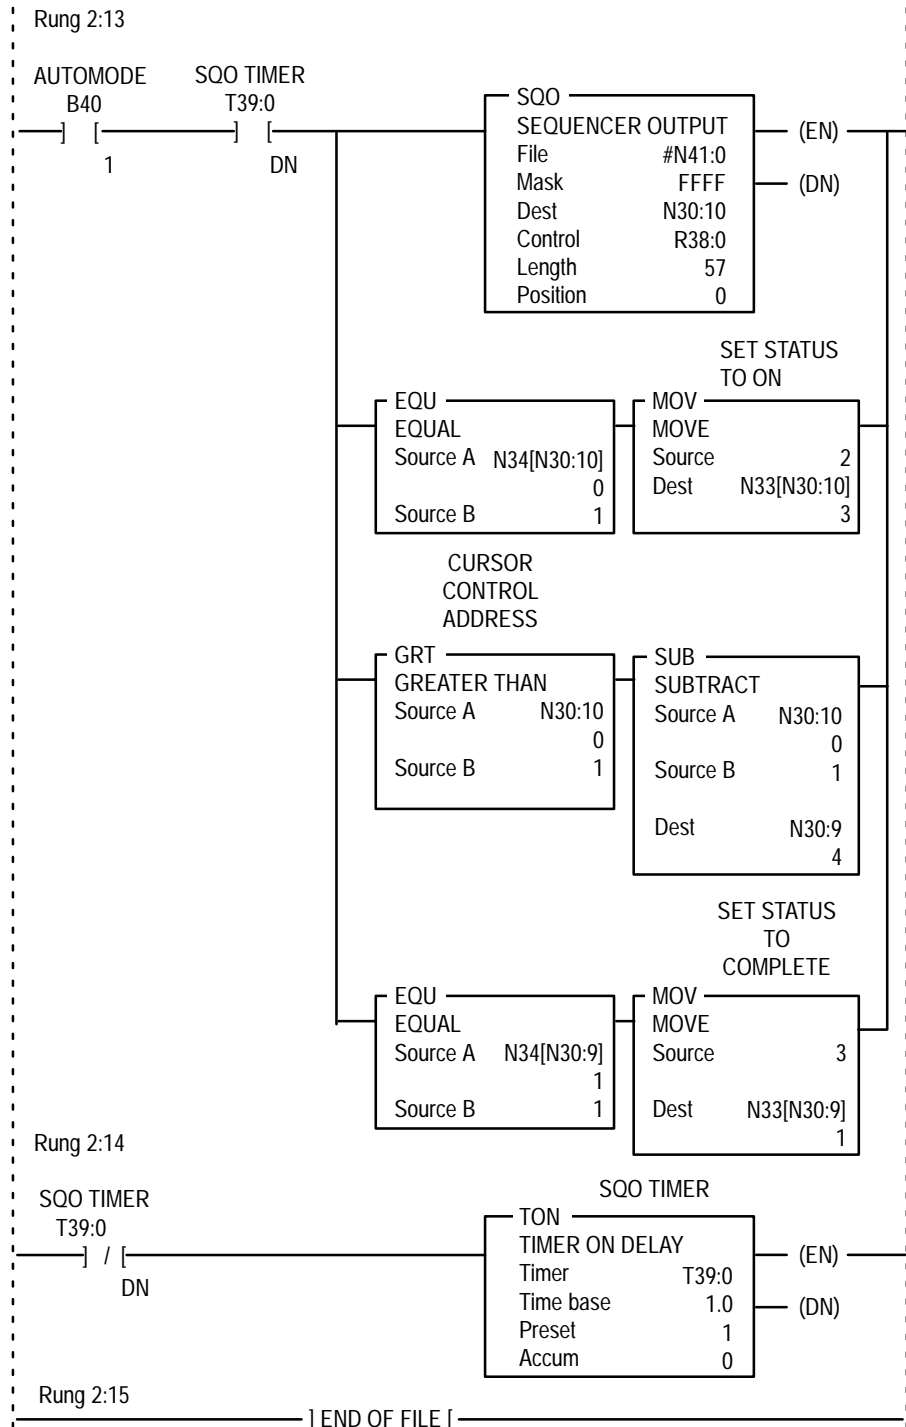 Rung 2:13
AUTOMODE
B40
] [
1
SQO TIMER
T39:0
] [
DN
SQO
SEQUENCER OUTPUT
File #N41:0
Mask FFFF
Dest N30:10
Control R38:0
Length 57
Position 0
(EN)
(DN)
SET STATUS
TO ON
EQU
EQUAL
Source A N34[N30:10]
0
Source B 1
MOV
MOVE
Source 2
Dest N33[N30:10]
3
CURSOR
CONTROL
ADDRESS
GRT
GREATER THAN
Source A N30:10
0
Source B 1
SUB
SUBTRACT
Source A N30:10
0
Source B 1
Dest N30:9
4
SET STATUS
TO
COMPLETE
EQU
EQUAL
Source A N34[N30:9]
1
Source B 1
MOV
MOVE
Source 3
Dest N33[N30:9]
1
Rung 2:14
SQO TIMER
T39:0
] / [
DN
SQO TIMER
TON
TIMER ON DELAY
Timer T39:0
Time base 1.0
Preset 1
Accum 0
(EN)
(DN)
Rung 2:15
] END OF FILE [